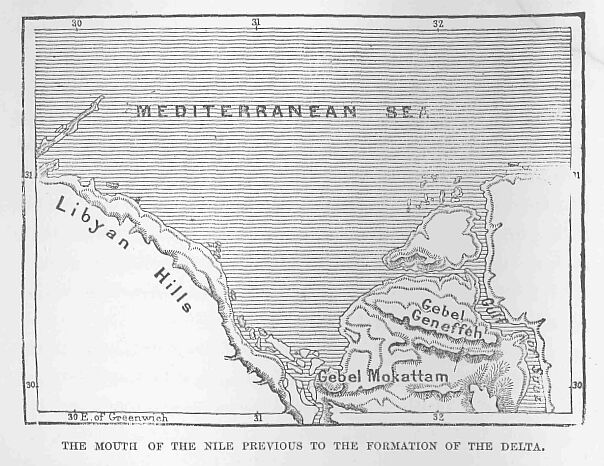 30 31 32
MEDITERRANEAN SEA
31 31
Libyan Hills
Gebel
Geneffeh
Gulf of Suez
Gebel Mokattam
30 30
30 E. of Greenwich 31 32
THE MOUTH OF THE NILE PREVIOUS TO THE FORMATION OF THE DELTA.